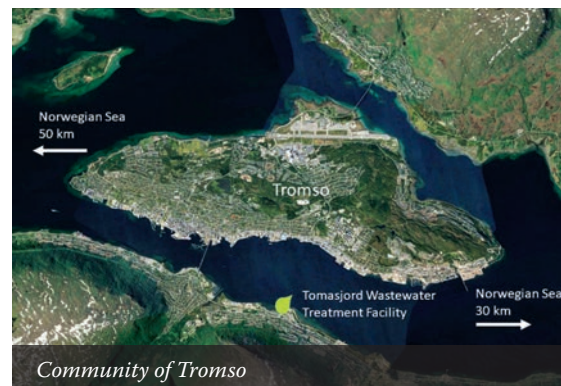 Norwegian Sea
50 km
Tromso
Tomasjord Wastewater
Treatment Facility
Norwegian Sea
30 km
Community of Tromso